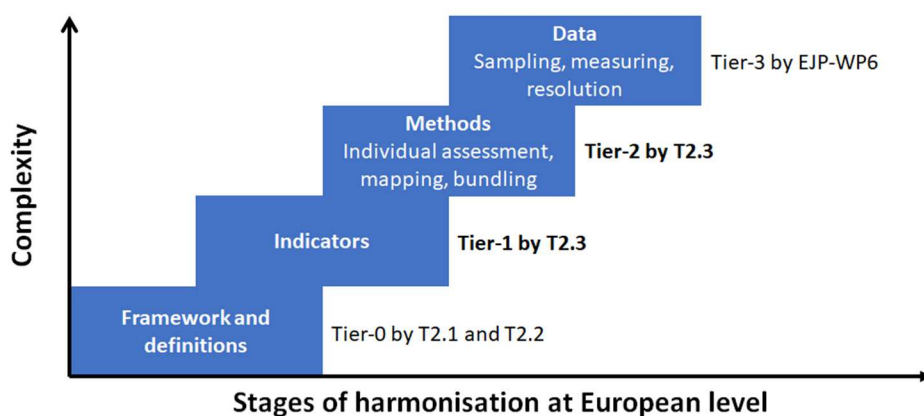 Complexity
Data
Sampling, measuring,
resolution
Tier-3 by EJP-WP6
Methods
Individual assessment,
mapping, bundling
Tier-2 by T2.3
Indicators
Tier-1 by T2.3
Framework and
definitions
Tier-0 by T2.1 and T2.2
Stages of harmonisation at European level